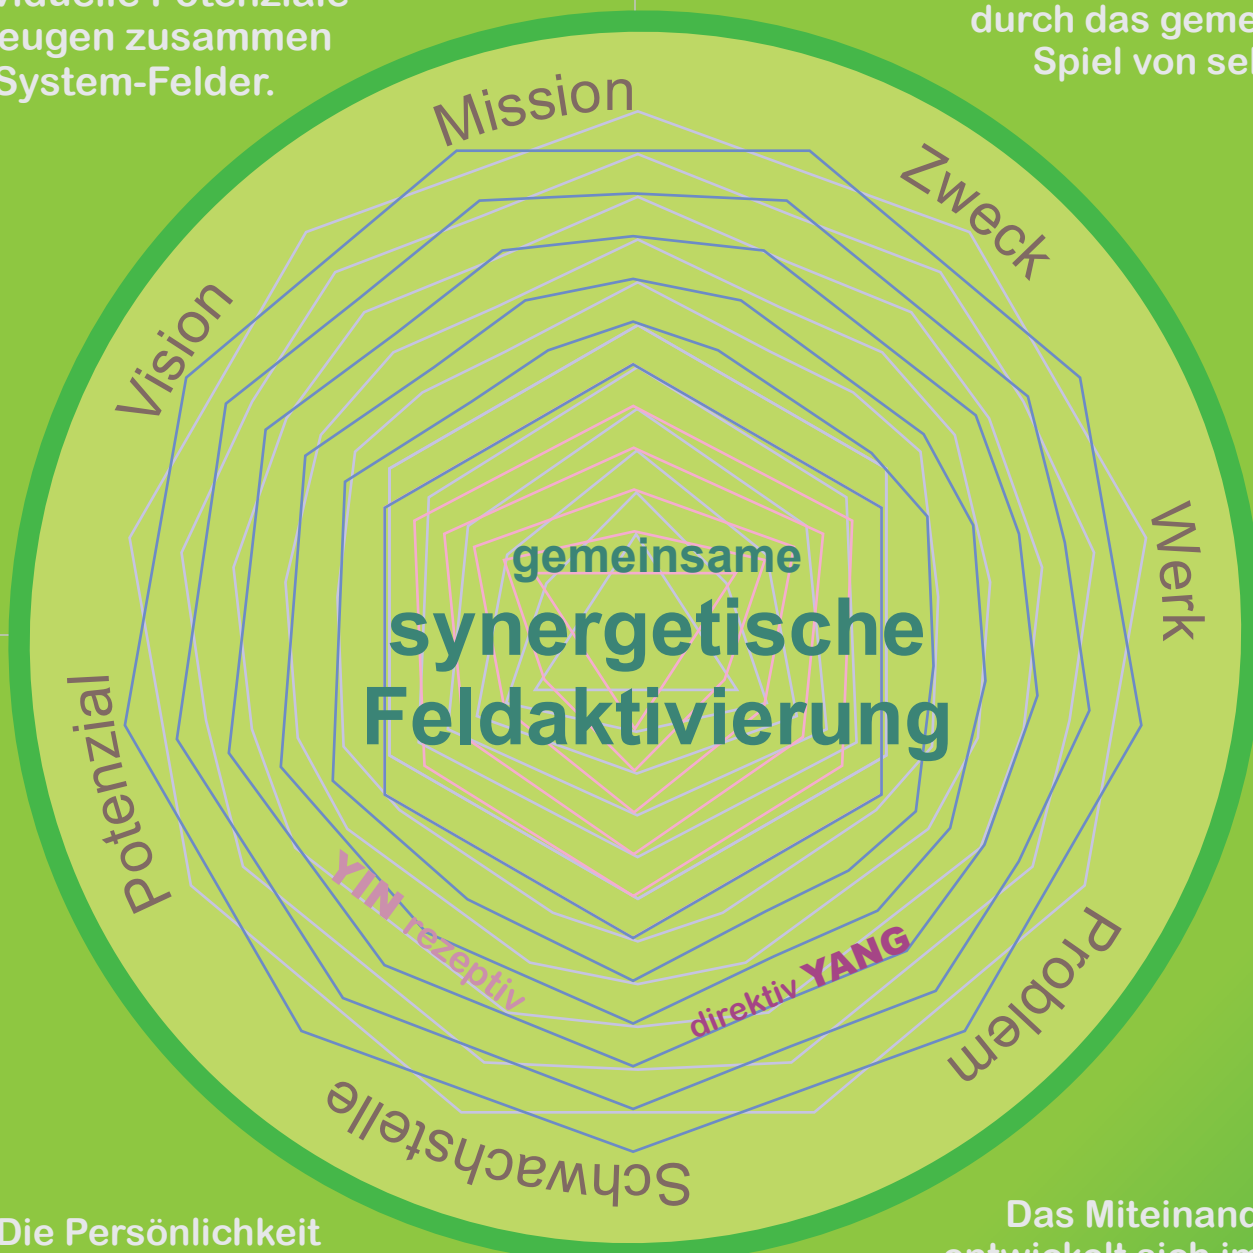 eugen zusammen
System-Felder.
durch das geme
Spiel von sel
Mission
Zweck
Vision
Werk
gemeinsame
synergetische
Feldaktivierung
Potenzial
YIN rezeptiv
direktiv YANG
Problem
Schwachstelle
Die Persönlichkeit
Das Miteinand